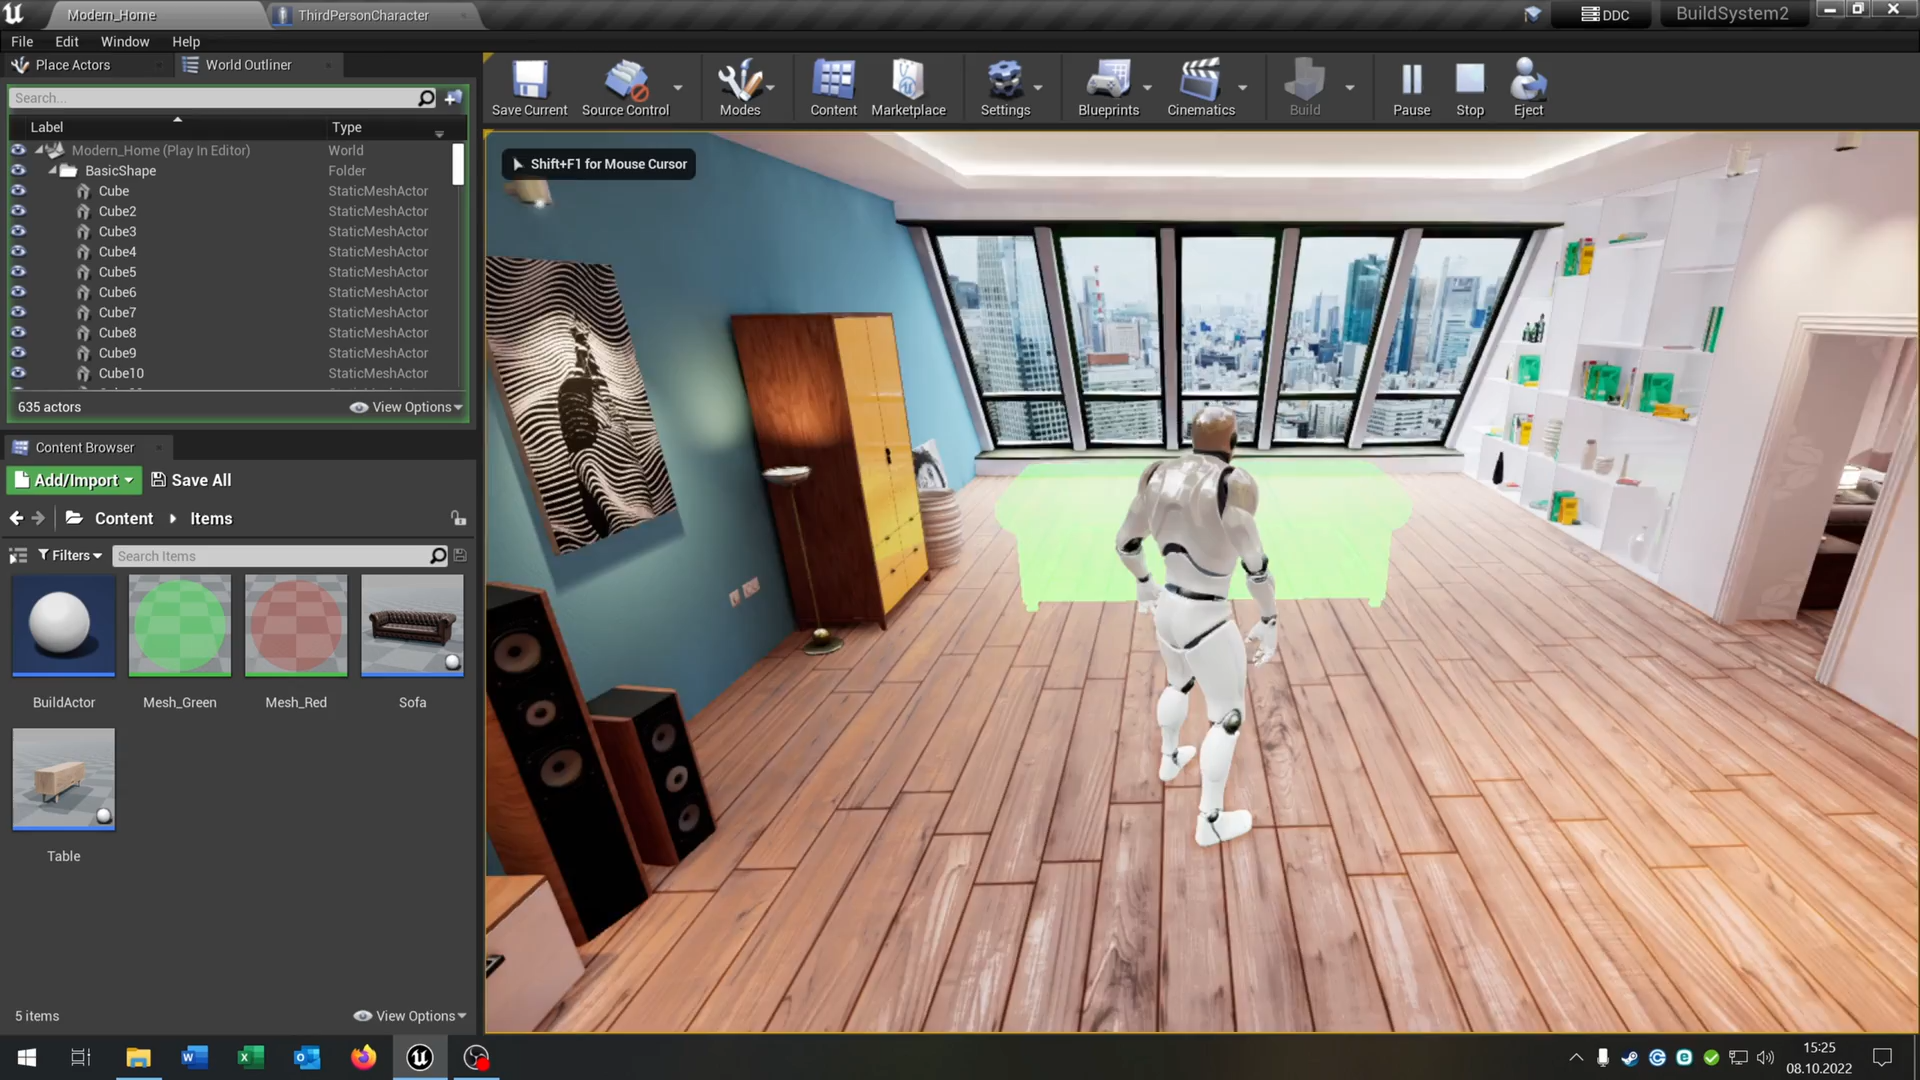 Modern_Home
ThirdPersonCharacter
DDC
BuildSystem2
File
Edit
Window
Help
Place Actors
World Outliner
Search...
Label
Type
Modern_Home (Play In Editor)
World
BasicShape
Folder
Cube
StaticMeshActor
Cube2
StaticMeshActor
Cube3
StaticMeshActor
Cube4
StaticMeshActor
Cube5
StaticMeshActor
Cube6
StaticMeshActor
Cube7
StaticMeshActor
Cube8
StaticMeshActor
Cube9
StaticMeshActor
Cube10
StaticMeshActor
635 actors
View Options
Content Browser
Add/Import
Save All
Content
Items
Filters
Search Items
BuildActor
Mesh_Green
Mesh_Red
Sofa
Table
5 items
View Options
Save Current
Source Control
Modes
Content
Marketplace
Settings
Blueprints
Cinematics
Build
Pause
Stop
Eject
Shift+F1 for Mouse Cursor
15:25
08.10.2022